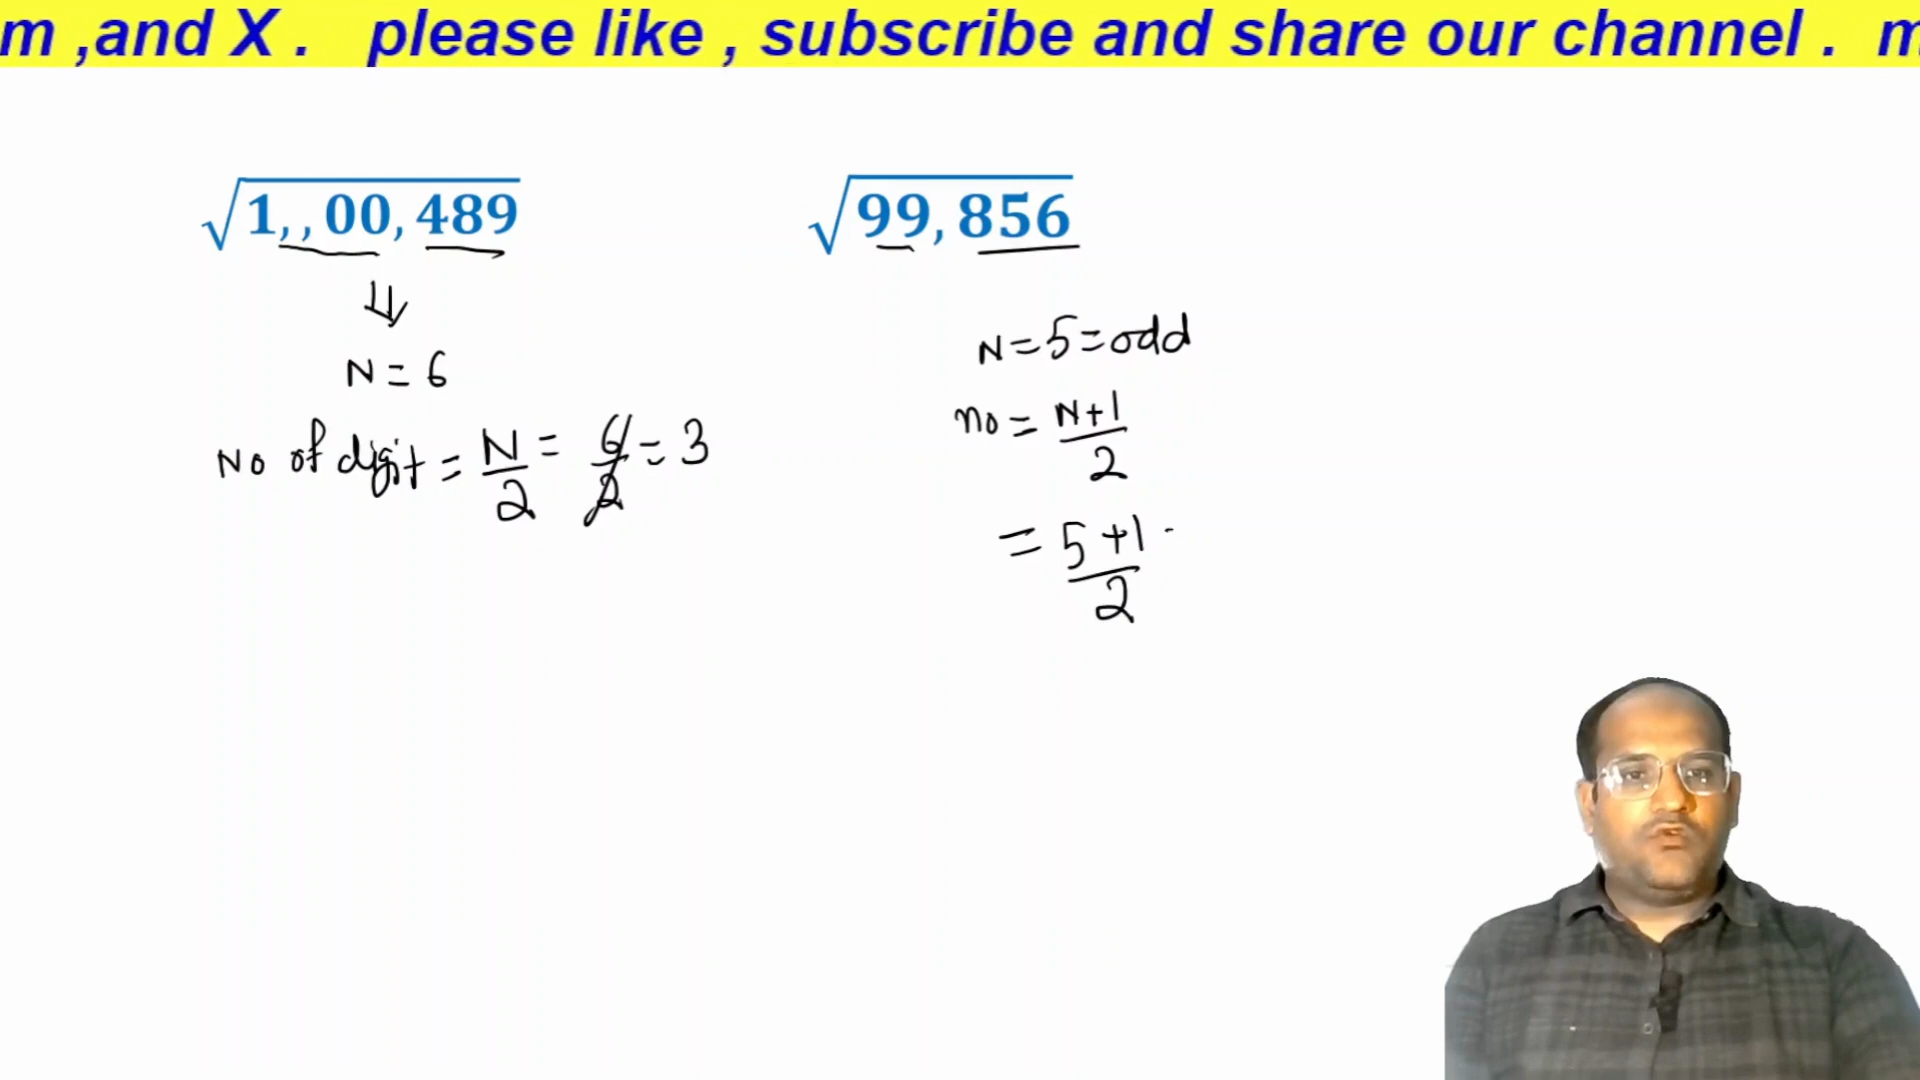 m ,and X . please like , subscribe and share our channel . m
√1,,00,489
⇓
N = 6
No of digit = N/2 = 6/2 = 3
√99,856
N = 5 = odd
no = N+1/2
= 5+1/2